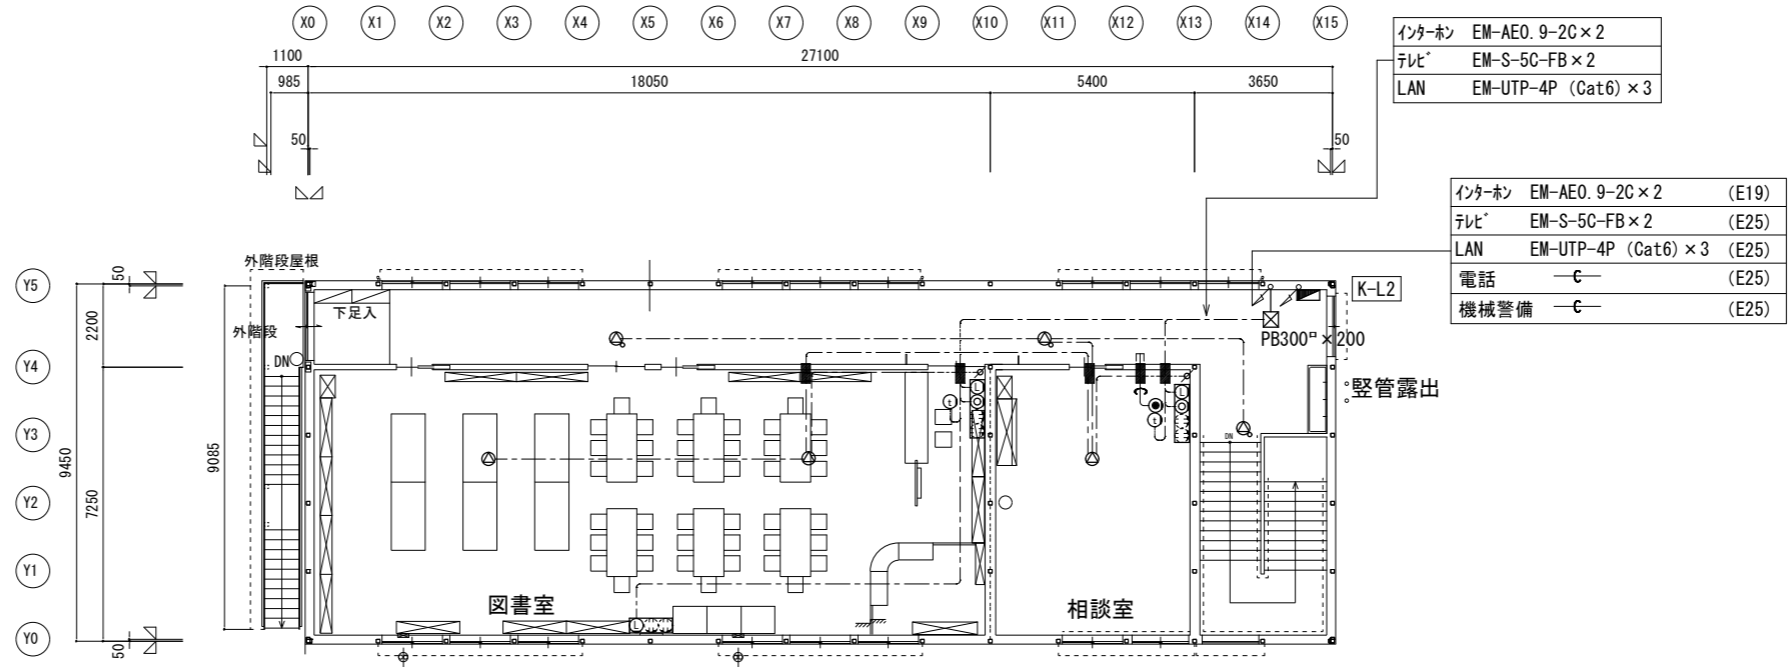 X0 X1 X2 X3 X4 X5 X6 X7 X8 X9 X10 X11 X12 X13 X14 X15
1100 27100
985 18050 5400 3650
50 50
インターホン EM-AE0.9-2C×2
テレビ EM-S-5C-FB×2
LAN EM-UTP-4P (Cat6)×3
インターホン EM-AE0.9-2C×2 (E19)
テレビ EM-S-5C-FB×2 (E25)
LAN EM-UTP-4P (Cat6)×3 (E25)
電話 C (E25)
機械警備 C (E25)
K-L2
PB300□×200
竪管露出
外階段屋根
外階段
下足入
DN
Y5
Y4
Y3
Y2
Y1
Y0
50
2200
9450
7250
9085
50
L
t
L
t
C
DN
L
図書室
相談室